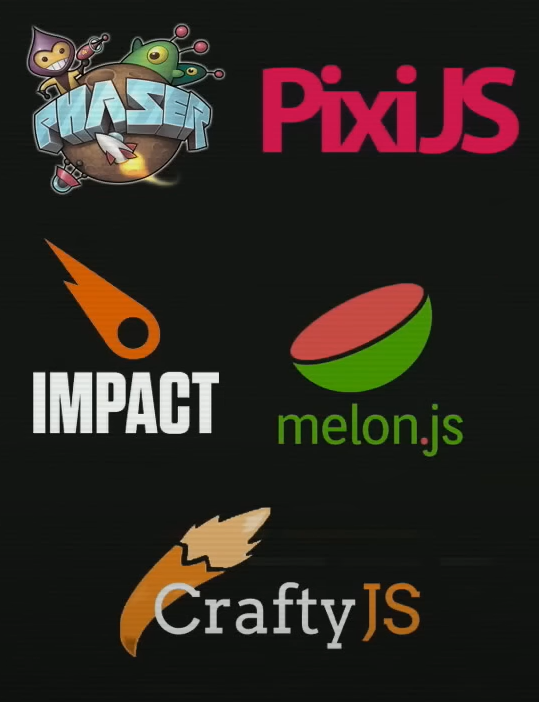 PHASER
PixiJS
IMPACT
melon.js
CraftyJS